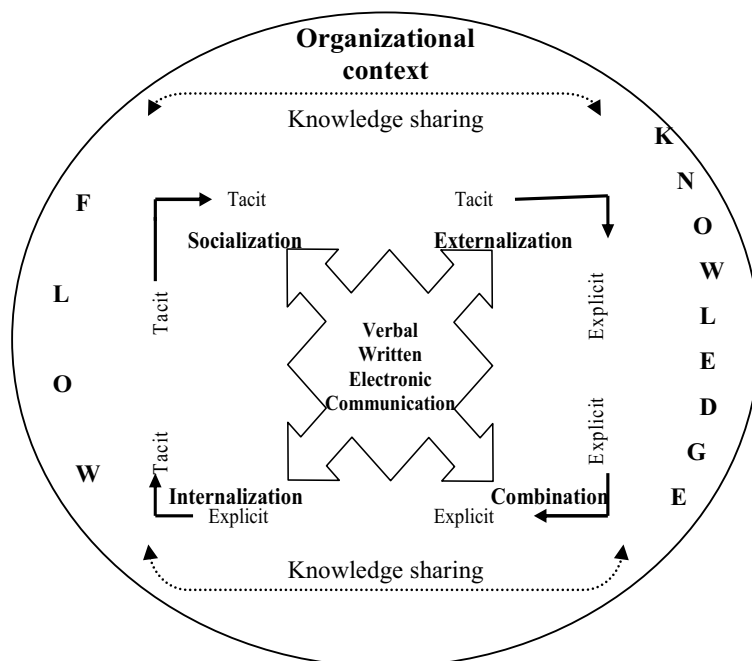 Organizational
context
Knowledge sharing
K
N
O
W
L
E
D
G
E
F
L
O
W
Tacit
Tacit
Socialization
Externalization
Tacit
Explicit
Verbal
Written
Electronic
Communication
Tacit
Explicit
Internalization
Combination
Explicit
Explicit
Knowledge sharing